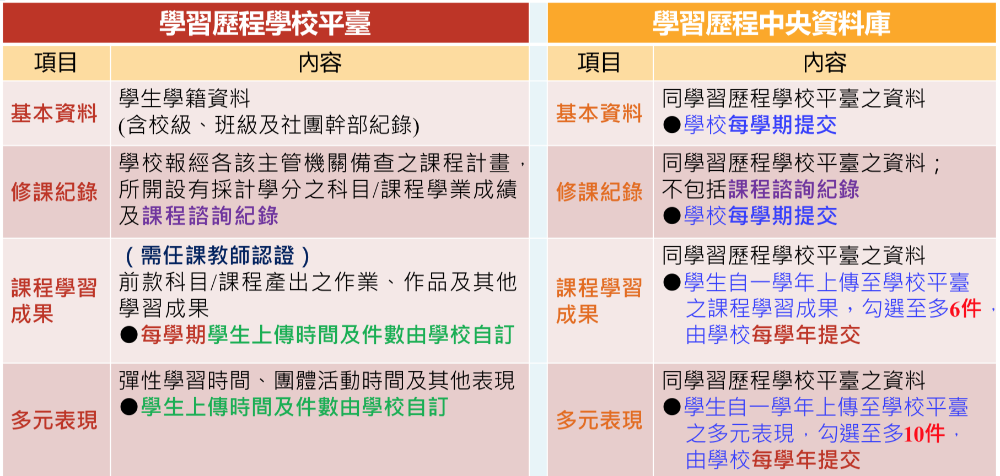 學習歷程學校平臺
項目
內容
基本資料
學生學籍資料
(含校級、班級及社團幹部紀錄)
修課紀錄
學校報經各該主管機關備查之課程計畫，
所開設有採計學分之科目/課程學業成績
及課程諮詢紀錄
課程學習
成果
（需任課教師認證）
前款科目/課程產出之作業、作品及其他
學習成果
●每學期學生上傳時間及件數由學校自訂
多元表現
彈性學習時間、團體活動時間及其他表現
●學生上傳時間及件數由學校自訂
學習歷程中央資料庫
項目
內容
基本資料
同學習歷程學校平臺之資料
●學校每學期提交
修課紀錄
同學習歷程學校平臺之資料；
不包括課程諮詢紀錄
●學校每學期提交
課程學習
成果
同學習歷程學校平臺之資料
●學生自一學年上傳至學校平臺
之課程學習成果，勾選至多6件，
由學校每學年提交
多元表現
同學習歷程學校平臺之資料
●學生自一學年上傳至學校平臺
之多元表現，勾選至多10件，
由學校每學年提交